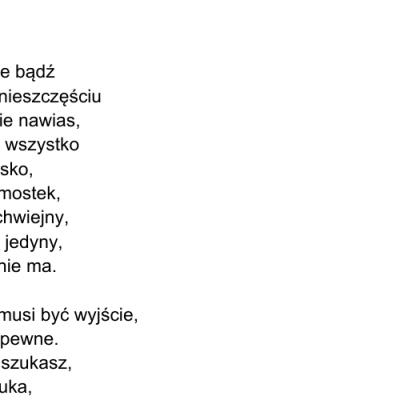 e bądź
nieszczęściu
ie nawias,
wszystko
sko,
mostek,
chwiejny,
jedyny,
nie ma.
musi być wyjście,
pewne.
szukasz,
uka,